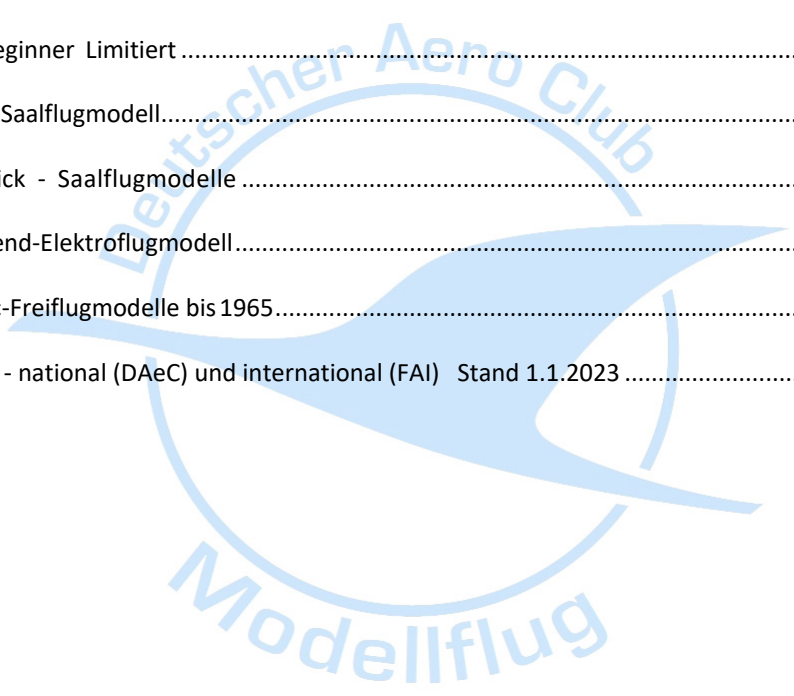 eginner Limitiert ................................................................................................
Saalflugmodell...................................................................................................
ick - Saalflugmodelle .......................................................................................
end-Elektroflugmodell........................................................................................
-Freiflugmodelle bis 1965..................................................................................
- national (DAeC) und international (FAI) Stand 1.1.2023 ..........................
Deutscher Aero Club
Modellflug